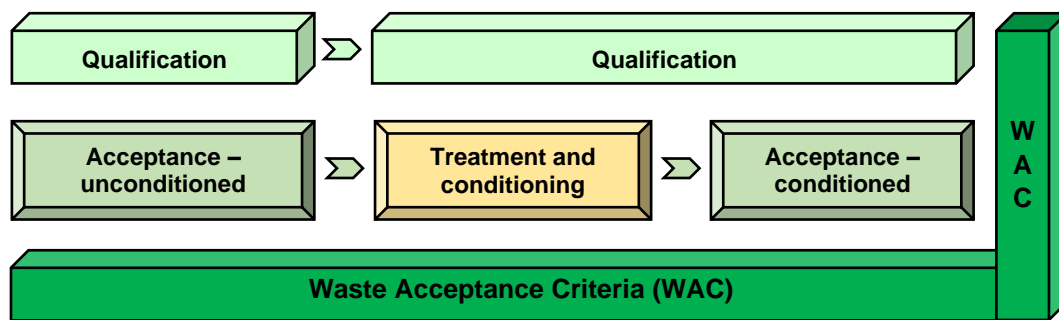 Qualification
Qualification
Acceptance –
unconditioned
Treatment and
conditioning
Acceptance –
conditioned
W
A
C
Waste Acceptance Criteria (WAC)